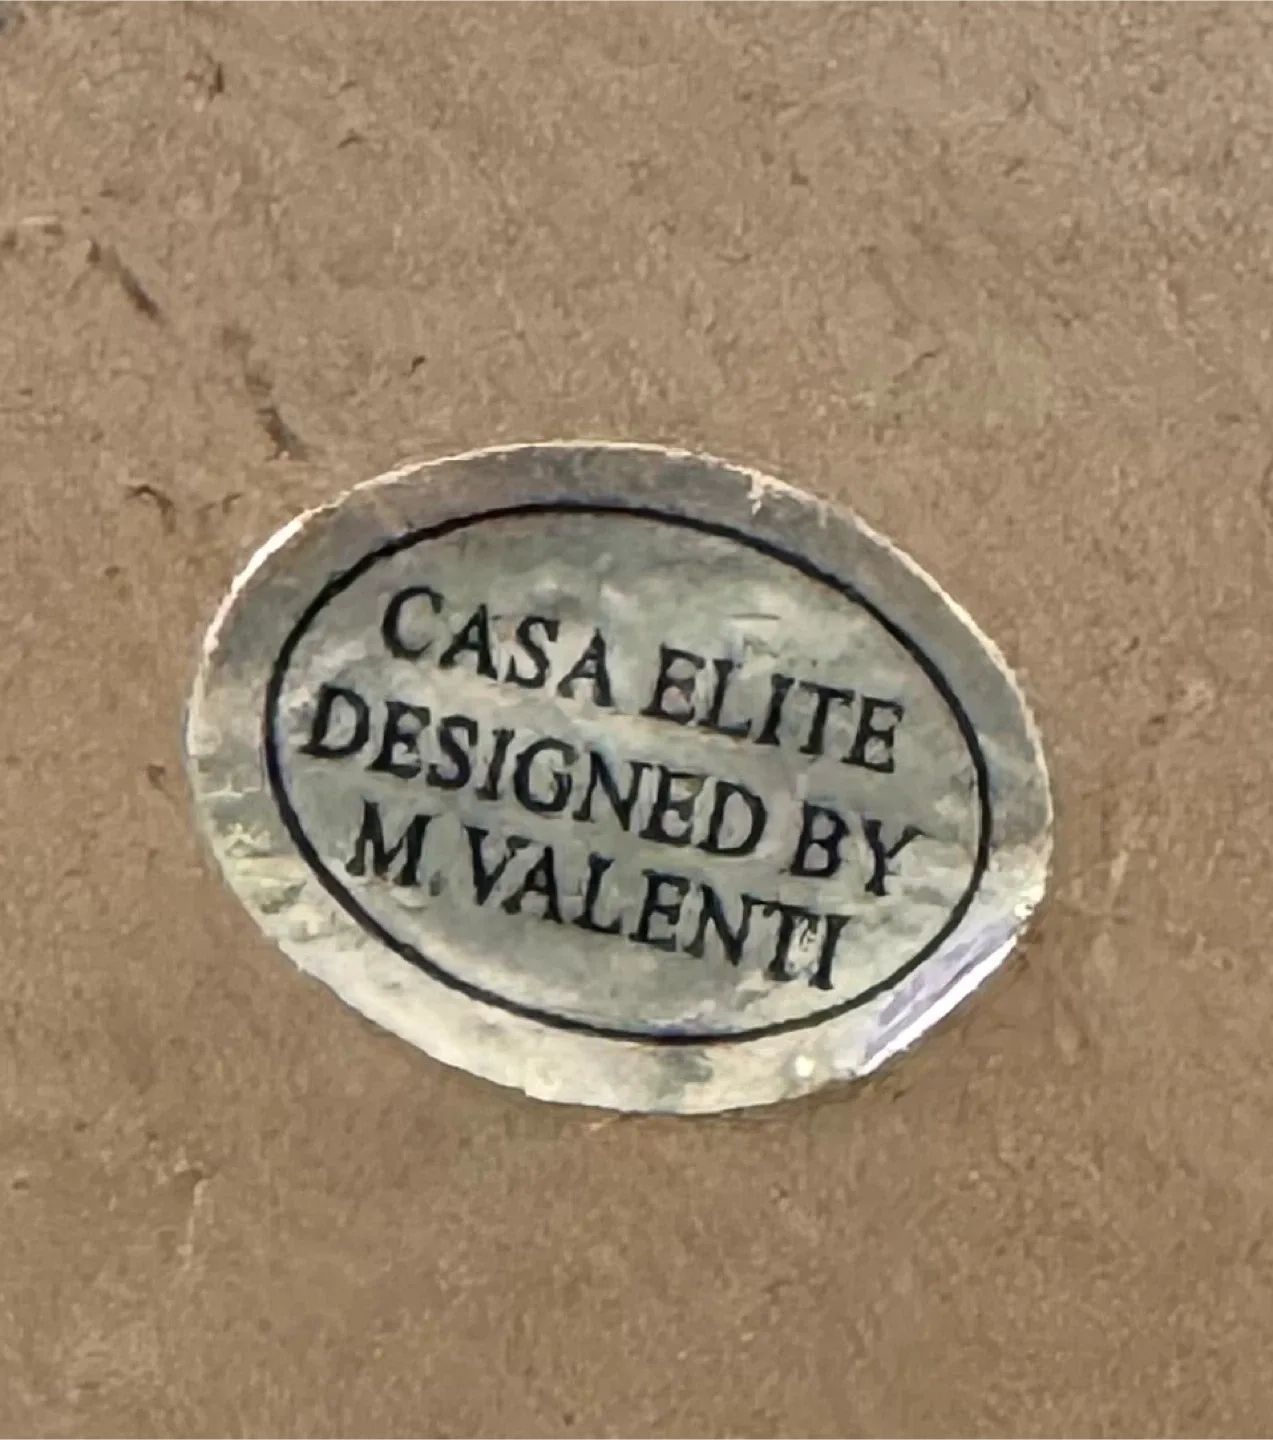 CASA ELITE
DESIGNED BY
M VALENTI